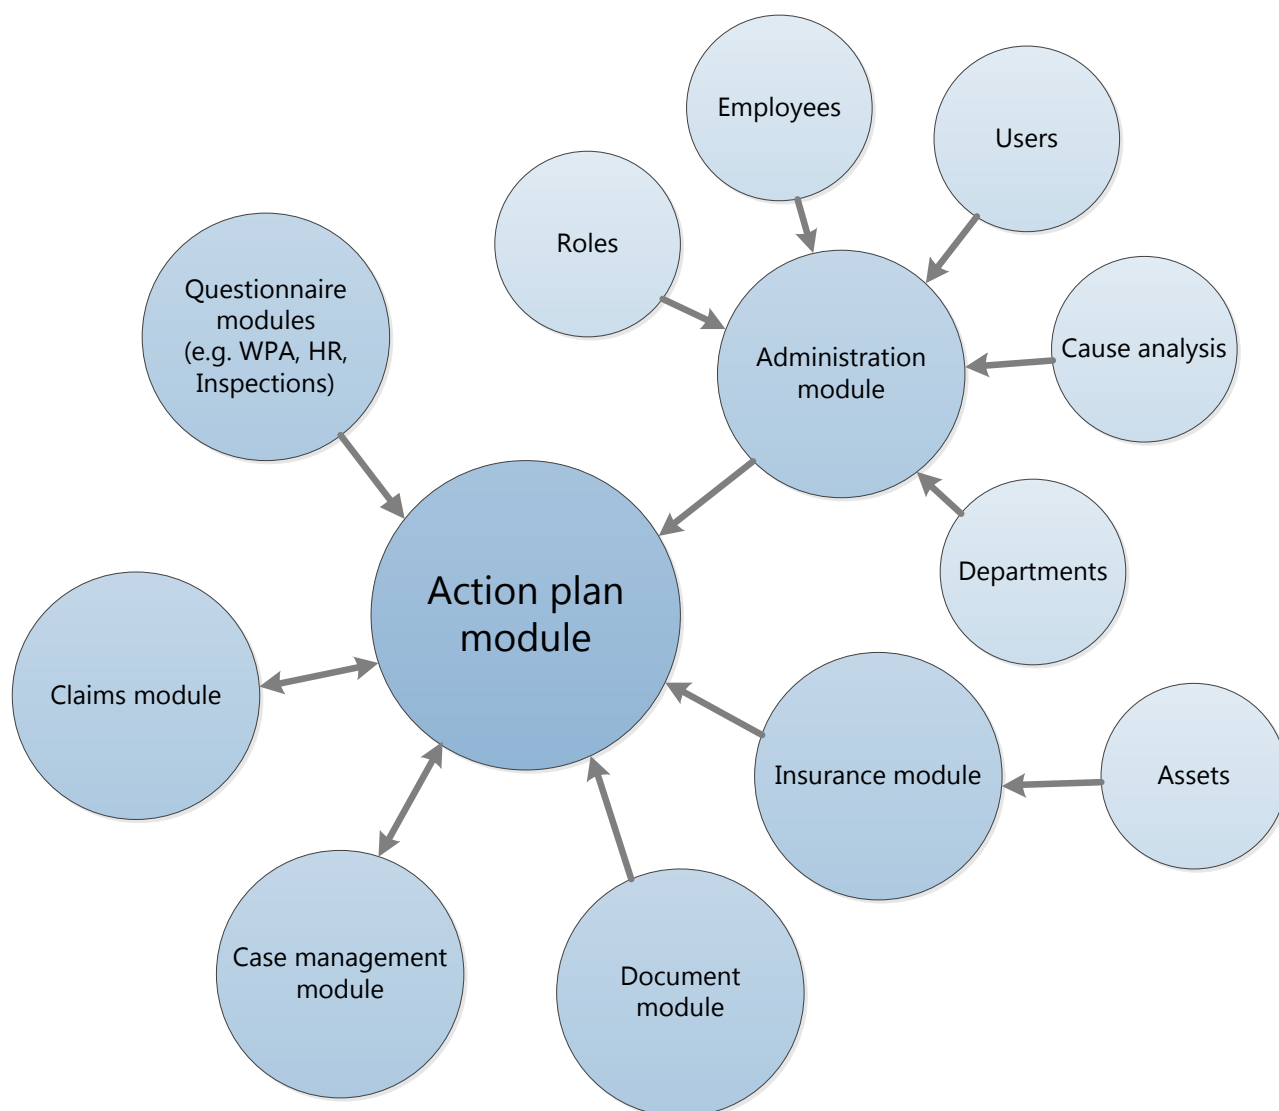 Employees
Users
Roles
Questionnaire
modules
(e.g. WPA, HR,
Inspections)
Administration
module
Cause analysis
Action plan
module
Departments
Claims module
Insurance module
Assets
Case management
module
Document
module